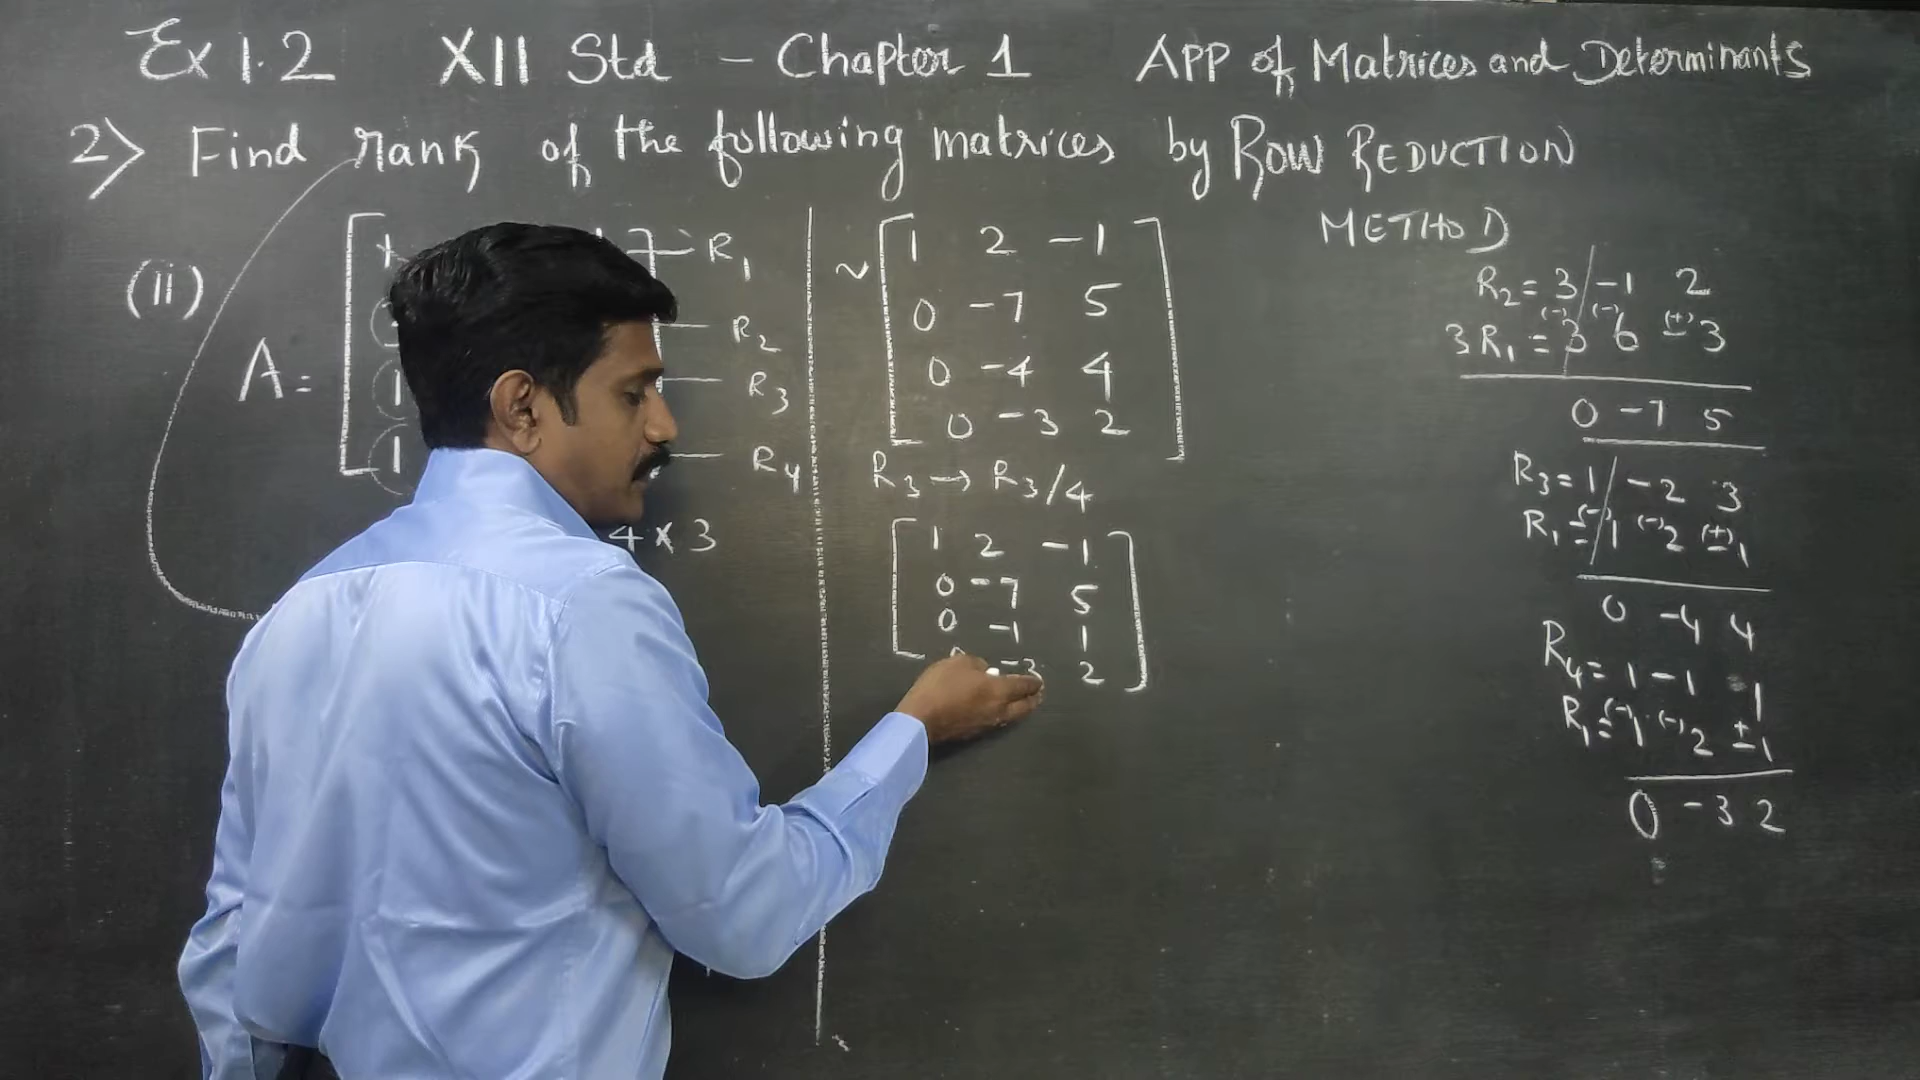 Ex 1.2 XII Std - Chapter 1 APP of Matrices and Determinants
2> Find rank of the following matrices by ROW REDUCTION
METHOD
(ii)
A =
R1
R2
R3
R4
1
1
4 × 3
~ 1 2 -1
0 -7 5
0 -4 4
0 -3 2
R3 → R3/4
1 2 -1
0 -7 5
0 -1 1
-3 2
R2 = 3 -1 2
3R1 = 3 6 -3
(-) (-) (+)
0 -7 5
R3 = 1 -2 3
R1 = 1 2 -1
(-) (-) (+)
0 -4 4
R4 = 1 -1 1
R1 = 1 2 -1
(-) (-) +
0 -3 2